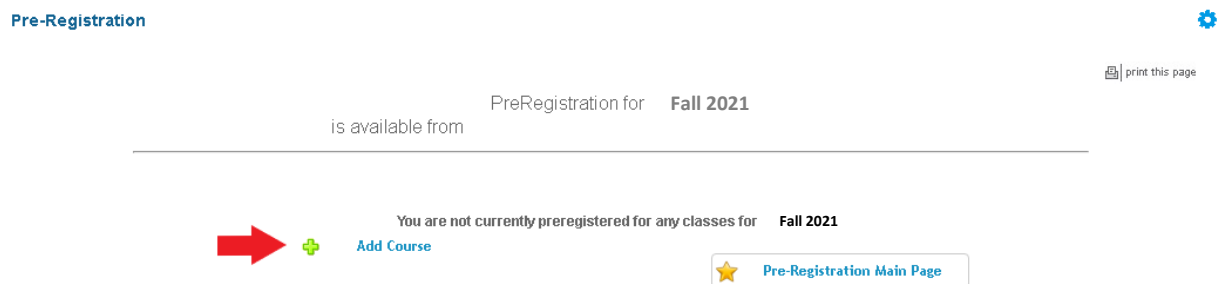 Pre-Registration
print this page
PreRegistration for Fall 2021
is available from
You are not currently preregistered for any classes for Fall 2021
Add Course
Pre-Registration Main Page